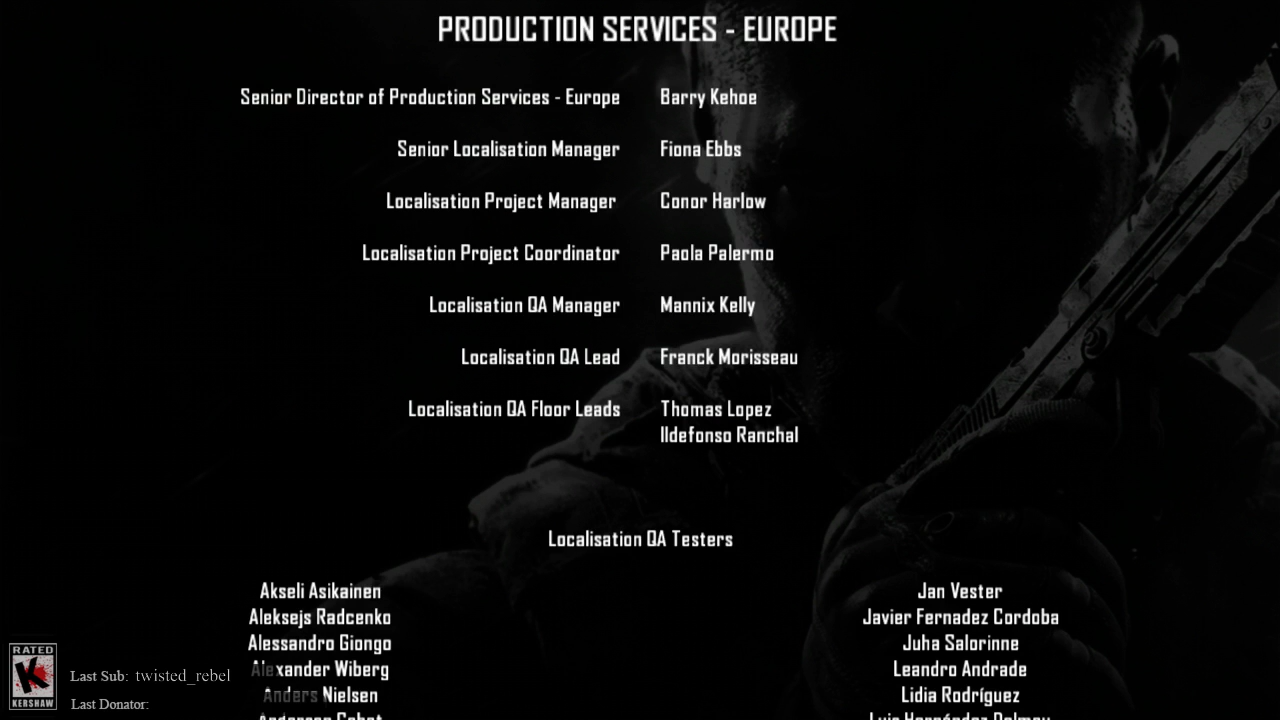 PRODUCTION SERVICES - EUROPE
Senior Director of Production Services - Europe Barry Kehoe
Senior Localisation Manager Fiona Ebbs
Localisation Project Manager Conor Harlow
Localisation Project Coordinator Paola Palermo
Localisation QA Manager Mannix Kelly
Localisation QA Lead Franck Morisseau
Localisation QA Floor Leads Thomas Lopez
Ildefonso Ranchal
Localisation QA Testers
Akseli Asikainen Jan Vester
Aleksejs Radcenko Javier Fernadez Cordoba
Alessandro Giongo Juha Salorinne
Alexander Wiberg Leandro Andrade
Anders Nielsen Lidia Rodríguez
RATED
K
KERSHAW
Last Sub: twisted_rebel
Last Donator: